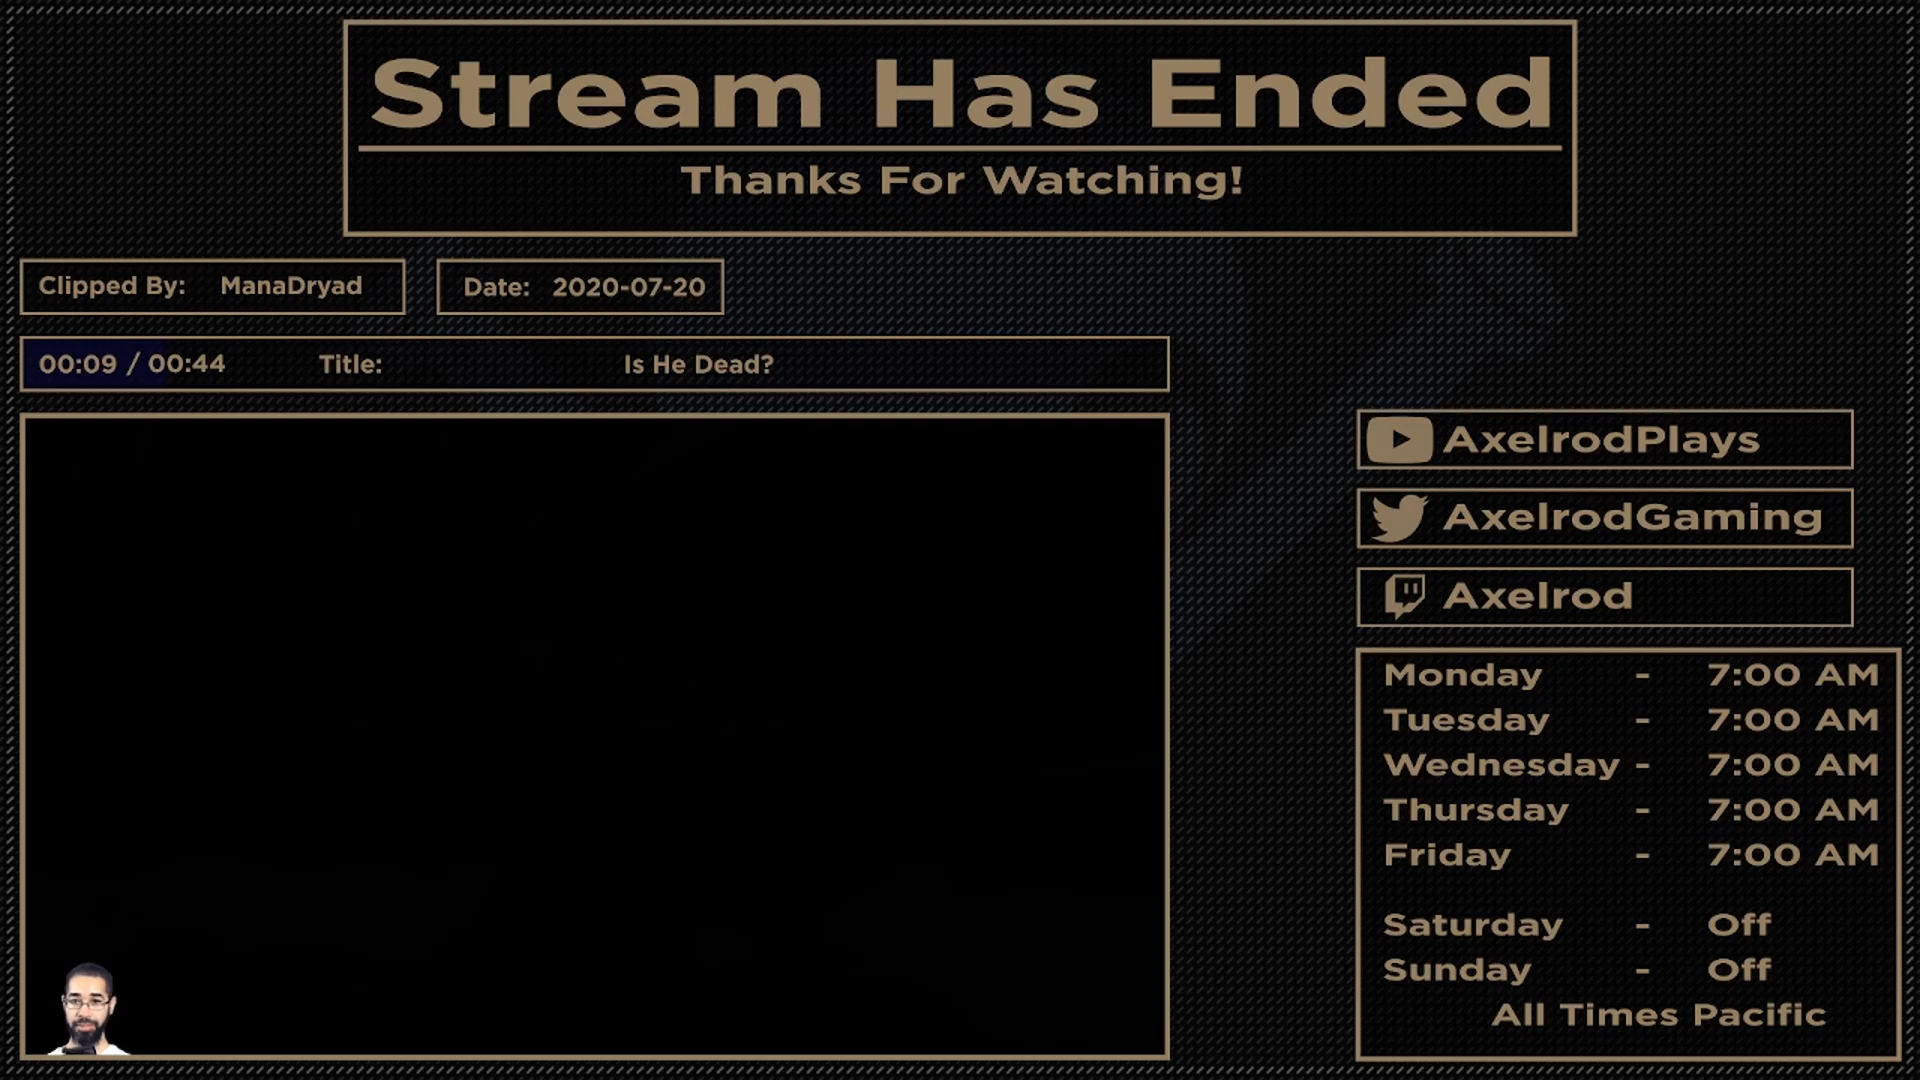 Stream Has Ended
Thanks For Watching!
Clipped By: ManaDryad
Date: 2020-07-20
00:09 / 00:44 Title: Is He Dead?
AxelrodPlays
AxelrodGaming
Axelrod
Monday - 7:00 AM
Tuesday - 7:00 AM
Wednesday - 7:00 AM
Thursday - 7:00 AM
Friday - 7:00 AM
Saturday - Off
Sunday - Off
All Times Pacific